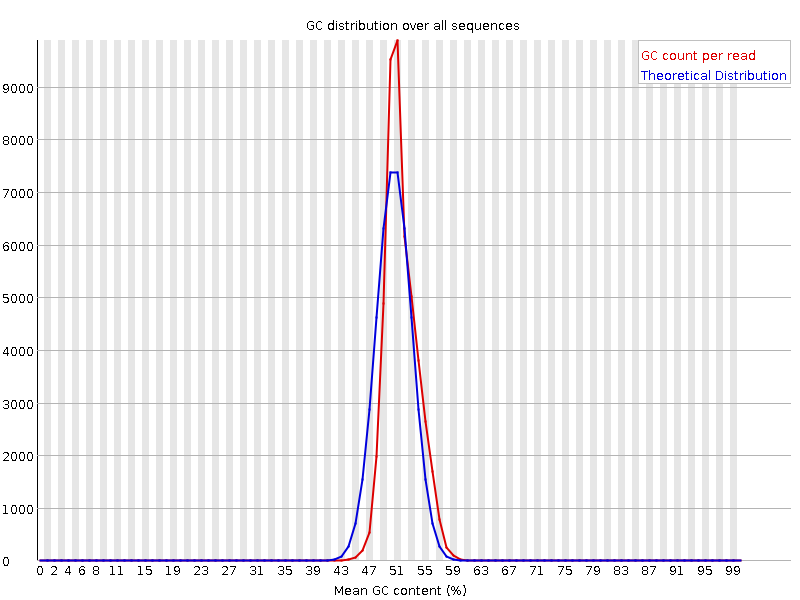 GC distribution over all sequences
GC count per read
Theoretical Distribution
9000
8000
7000
6000
5000
4000
3000
2000
1000
0
0 2 4 6 8 11 15 19 23 27 31 35 39 43 47 51 55 59 63 67 71 75 79 83 87 91 95 99
Mean GC content (%)